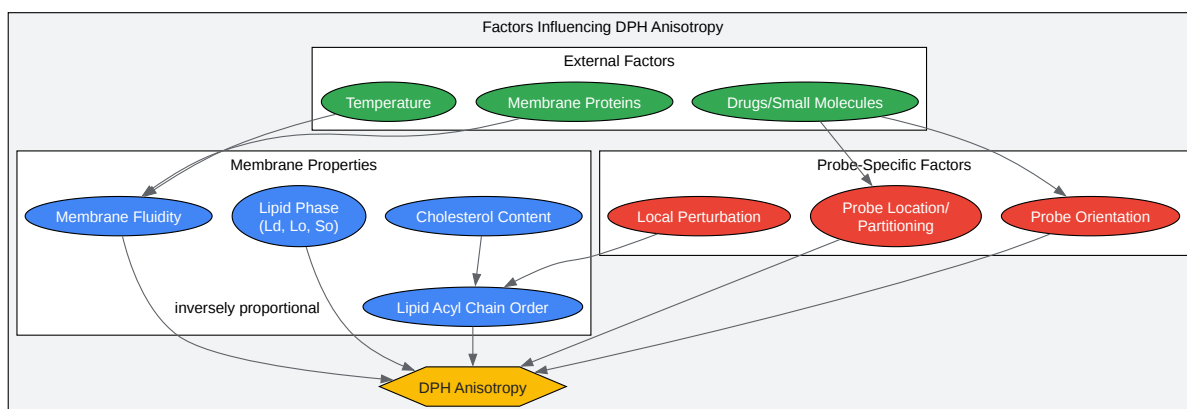 Factors Influencing DPH Anisotropy
External Factors
Temperature
Membrane Proteins
Drugs/Small Molecules
Membrane Properties
Probe-Specific Factors
Membrane Fluidity
Lipid Phase
(Ld, Lo, So)
Cholesterol Content
Local Perturbation
Probe Location/
Partitioning
Probe Orientation
inversely proportional
Lipid Acyl Chain Order
DPH Anisotropy